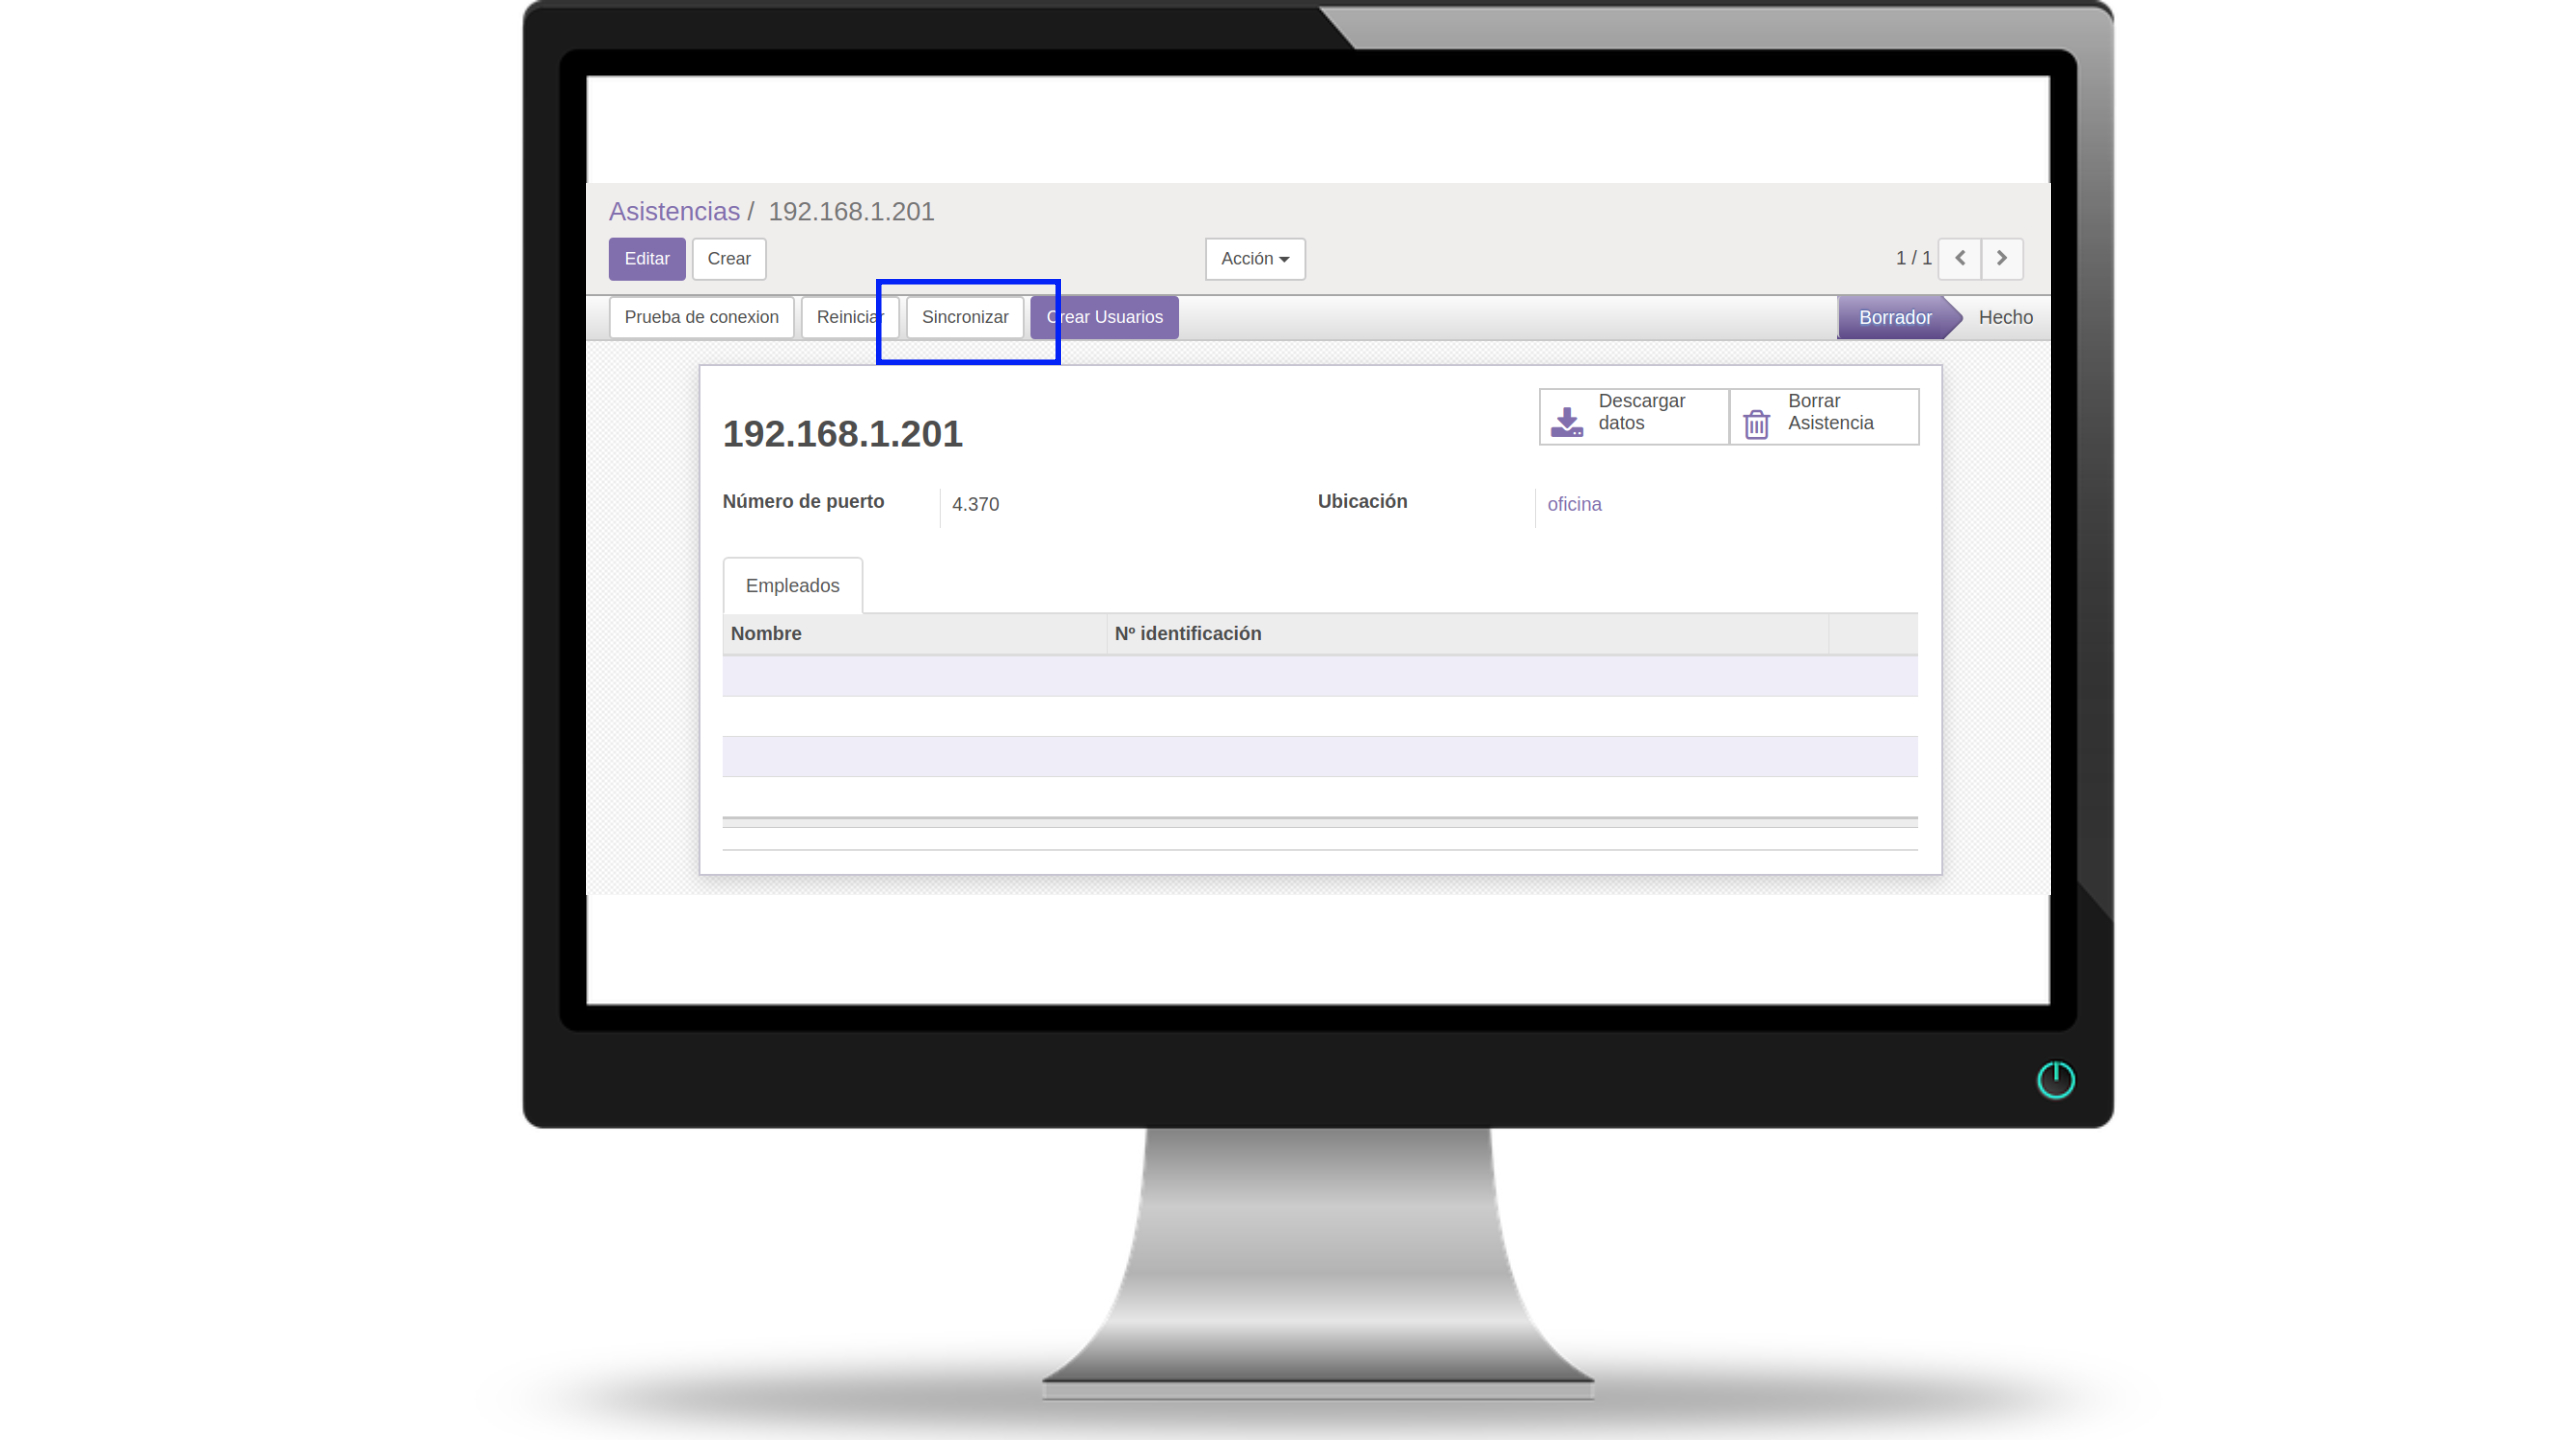 Asistencias / 192.168.1.201
Editar Crear Acción 1 / 1
Prueba de conexion Reiniciar Sincronizar Crear Usuarios Borrador Hecho
Descargar datos
Borrar Asistencia
192.168.1.201
Número de puerto 4.370 Ubicación oficina
Empleados
Nombre Nº identificación